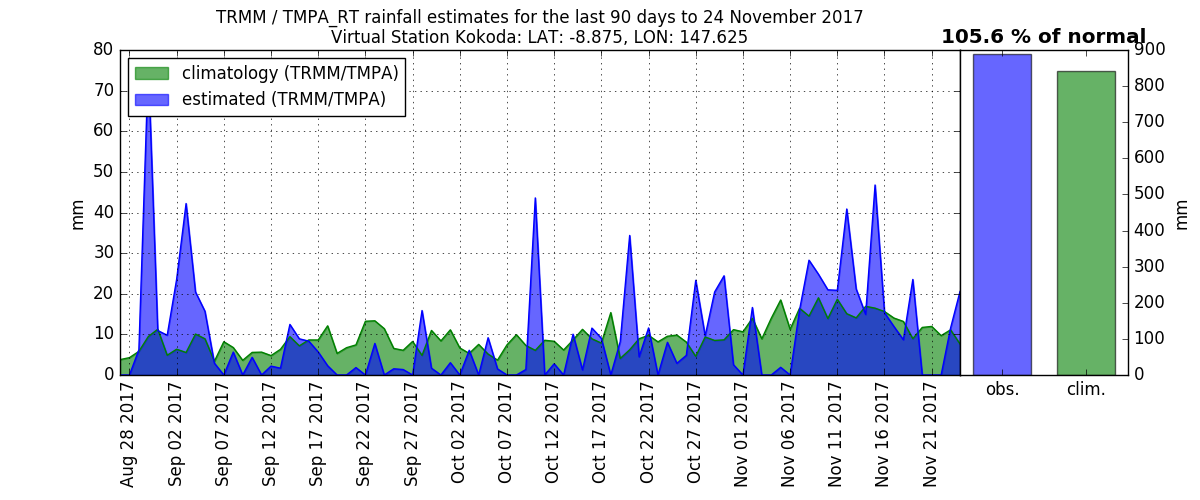 TRMM / TMPA_RT rainfall estimates for the last 90 days to 24 November 2017
Virtual Station Kokoda: LAT: -8.875, LON: 147.625
105.6 % of normal
climatology (TRMM/TMPA)
estimated (TRMM/TMPA)
80
70
60
50
40
30
20
10
0
mm
900
800
700
600
500
400
300
200
100
0
mm
Aug 28 2017
Sep 02 2017
Sep 07 2017
Sep 12 2017
Sep 17 2017
Sep 22 2017
Sep 27 2017
Oct 02 2017
Oct 07 2017
Oct 12 2017
Oct 17 2017
Oct 22 2017
Oct 27 2017
Nov 01 2017
Nov 06 2017
Nov 11 2017
Nov 16 2017
Nov 21 2017
obs.
clim.